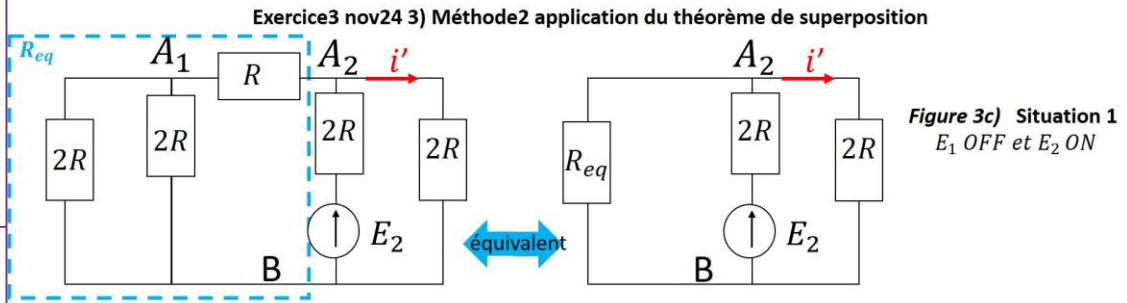 Exercice3 nov24 3) Méthode2 application du théorème de superposition
R_eq
A_1
R
A_2
i'
2R
2R
2R
2R
E_2
B
équivalent
A_2
i'
R_eq
2R
2R
E_2
B
Figure 3c) Situation 1
E_1 OFF et E_2 ON